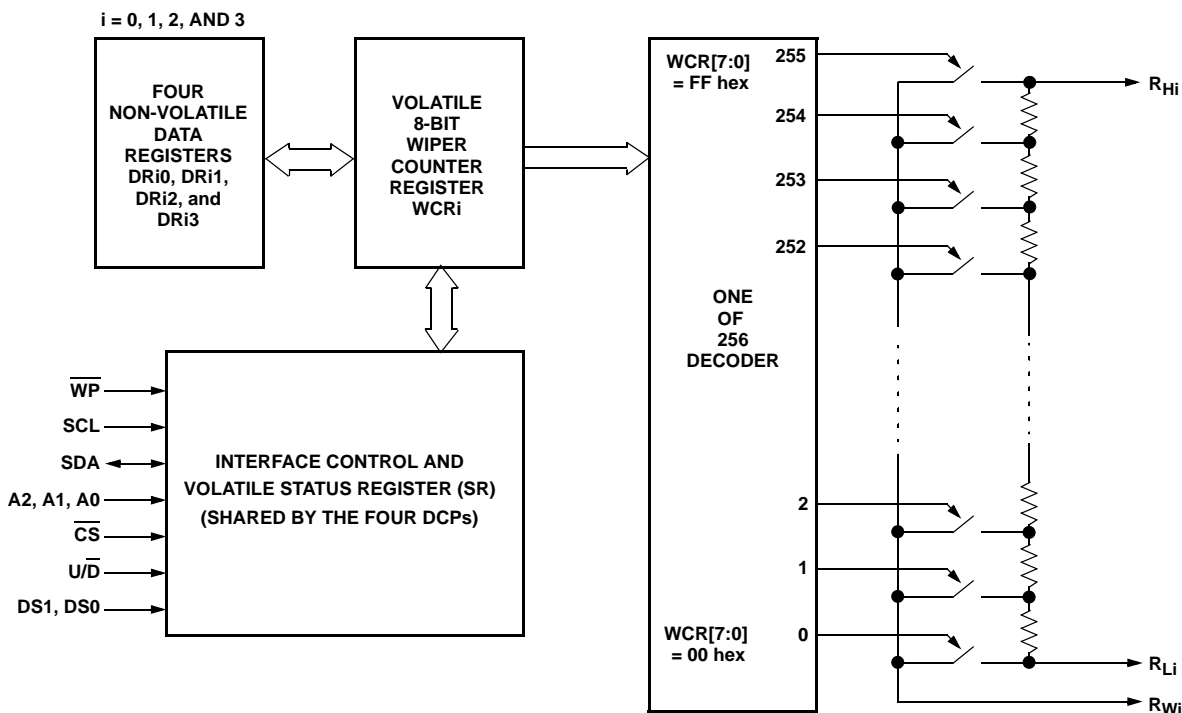 i = 0, 1, 2, AND 3
FOUR
NON-VOLATILE
DATA
REGISTERS
DRi0, DRi1,
DRi2, and
DRi3
VOLATILE
8-BIT
WIPER
COUNTER
REGISTER
WCRi
WCR[7:0]
= FF hex
255
254
253
252
ONE
OF
256
DECODER
2
1
0
WCR[7:0]
= 00 hex
RHi
RLi
RWi
WP
SCL
SDA
A2, A1, A0
CS
U/D
DS1, DS0
INTERFACE CONTROL AND
VOLATILE STATUS REGISTER (SR)
(SHARED BY THE FOUR DCPs)